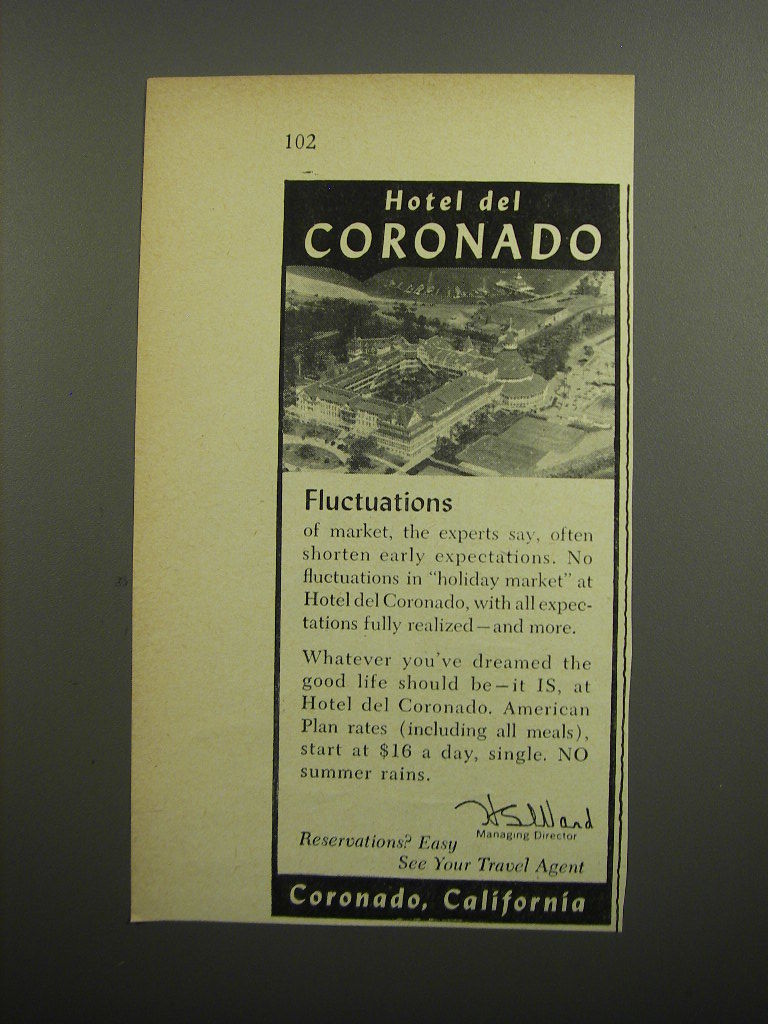 102
Hotel del
CORONADO
Fluctuations
of market, the experts say, often
shorten early expectations. No
fluctuations in "holiday market" at
Hotel del Coronado, with all expec-
tations fully realized—and more.
Whatever you've dreamed the
good life should be—it IS, at
Hotel del Coronado. American
Plan rates (including all meals),
start at $16 a day, single. NO
summer rains.
HSWard
Managing Director
Reservations? Easy
See Your Travel Agent
Coronado, California